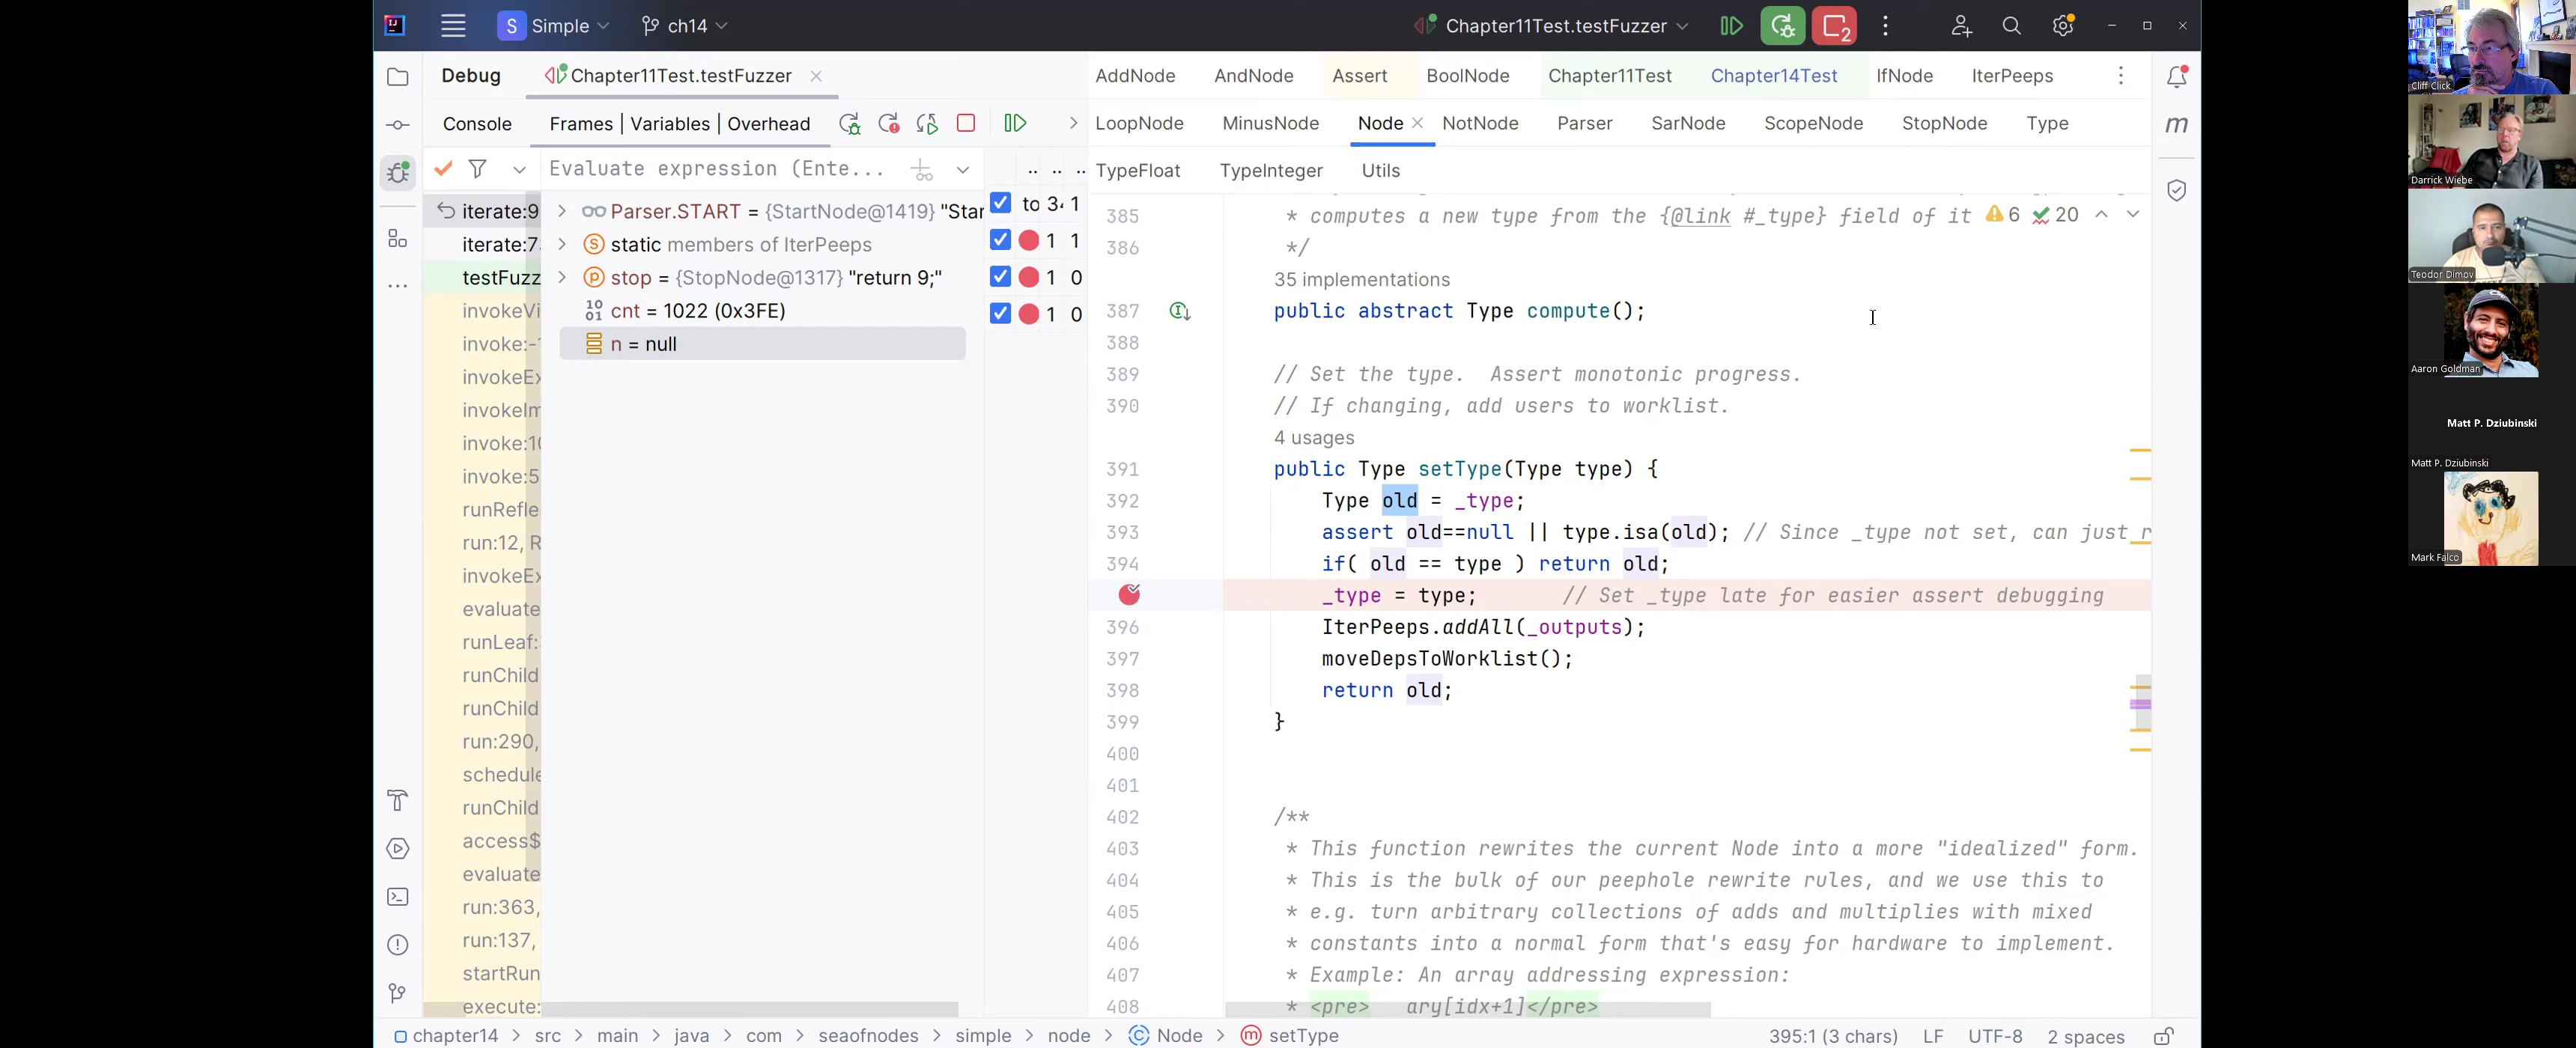 S Simple ch14 Chapter11Test.testFuzzer 2
Debug Chapter11Test.testFuzzer
Console Frames | Variables | Overhead
Evaluate expression (Ente...
iterate:9
iterate:7
testFuzz
invokeVi
invoke:
invokeEx
invokeIm
invoke:10
invoke:5
runRefle
run:12, R
invokeEx
evaluate
runLeaf:
runChild
runChild
run:290,
schedule
runChild
access$
evaluate
run:363,
run:137,
startRun
execute:
Parser.START = {StartNode@1419} "Star
static members of IterPeeps
stop = {StopNode@1317} "return 9;"
cnt = 1022 (0x3FE)
n = null
.. .. ..
to 34 1
1 1
1 0
1 0
AddNode AndNode Assert BoolNode Chapter11Test Chapter14Test IfNode IterPeeps
LoopNode MinusNode Node NotNode Parser SarNode ScopeNode StopNode Type
TypeFloat TypeInteger Utils
385 * computes a new type from the {@link #_type} field of it 6 20
386 */
35 implementations
387 public abstract Type compute();
388
389 // Set the type. Assert monotonic progress.
390 // If changing, add users to worklist.
4 usages
391 public Type setType(Type type) {
392 Type old = _type;
393 assert old==null || type.isa(old); // Since _type not set, can just r
394 if( old == type ) return old;
_type = type; // Set _type late for easier assert debugging
396 IterPeeps.addAll(_outputs);
397 moveDepsToWorklist();
398 return old;
399 }
400
401
402 /**
403 * This function rewrites the current Node into a more "idealized" form.
404 * This is the bulk of our peephole rewrite rules, and we use this to
405 * e.g. turn arbitrary collections of adds and multiplies with mixed
406 * constants into a normal form that's easy for hardware to implement.
407 * Example: An array addressing expression:
408 * <pre> ary[idx+1]</pre>
chapter14 > src > main > java > com > seaofnodes > simple > node > Node > setType 395:1 (3 chars) LF UTF-8 2 spaces
Cliff Click
Darrick Wiebe
Teodor Dimov
Aaron Goldman
Matt P. Dziubinski
Matt P. Dziubinski
Mark Falco